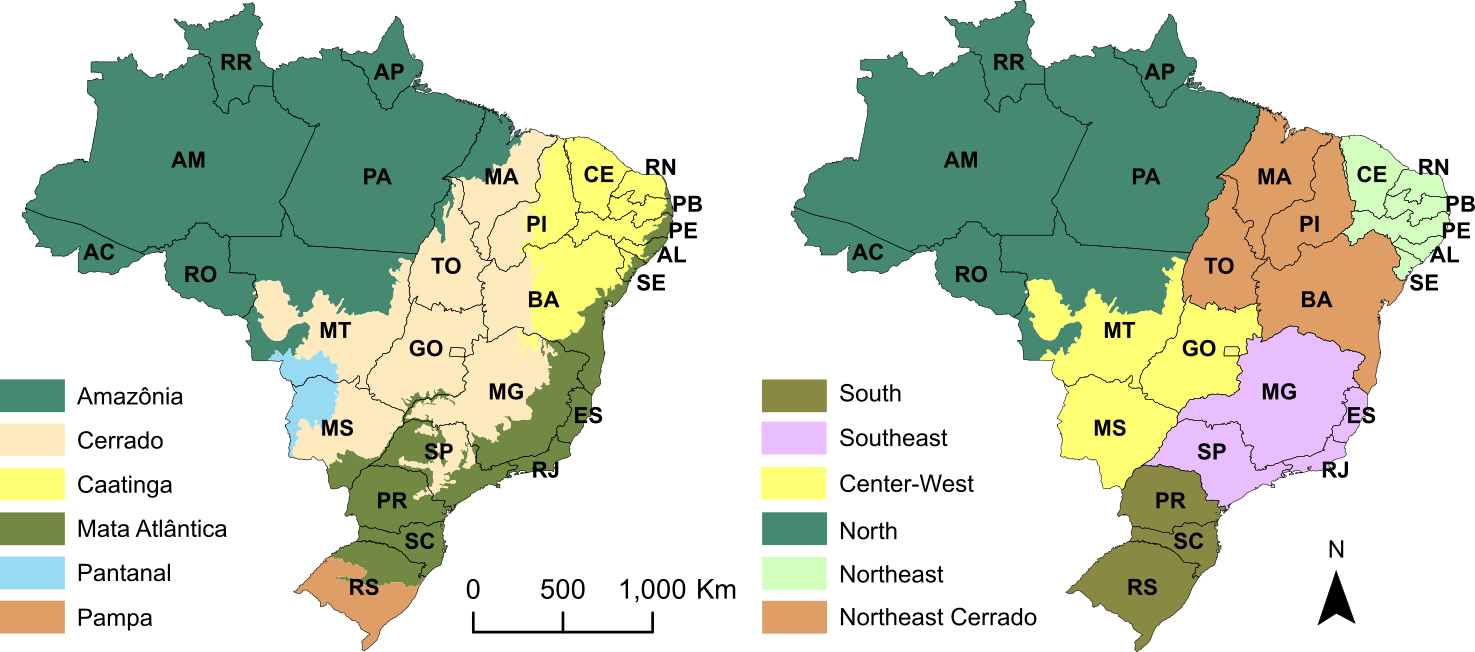 RR
AP
AM
PA
MA
CE
RN
PB
PI
PE
AC
AL
RO
TO
SE
BA
MT
GO
MG
MS
ES
SP
RJ
PR
SC
RS
Amazônia
Cerrado
Caatinga
Mata Atlântica
Pantanal
Pampa
0 500 1,000 Km
RR
AP
AM
PA
MA
CE
RN
PB
PI
PE
AC
AL
RO
TO
SE
BA
MT
GO
MG
MS
ES
SP
RJ
PR
SC
RS
South
Southeast
Center-West
North
Northeast
Northeast Cerrado
N